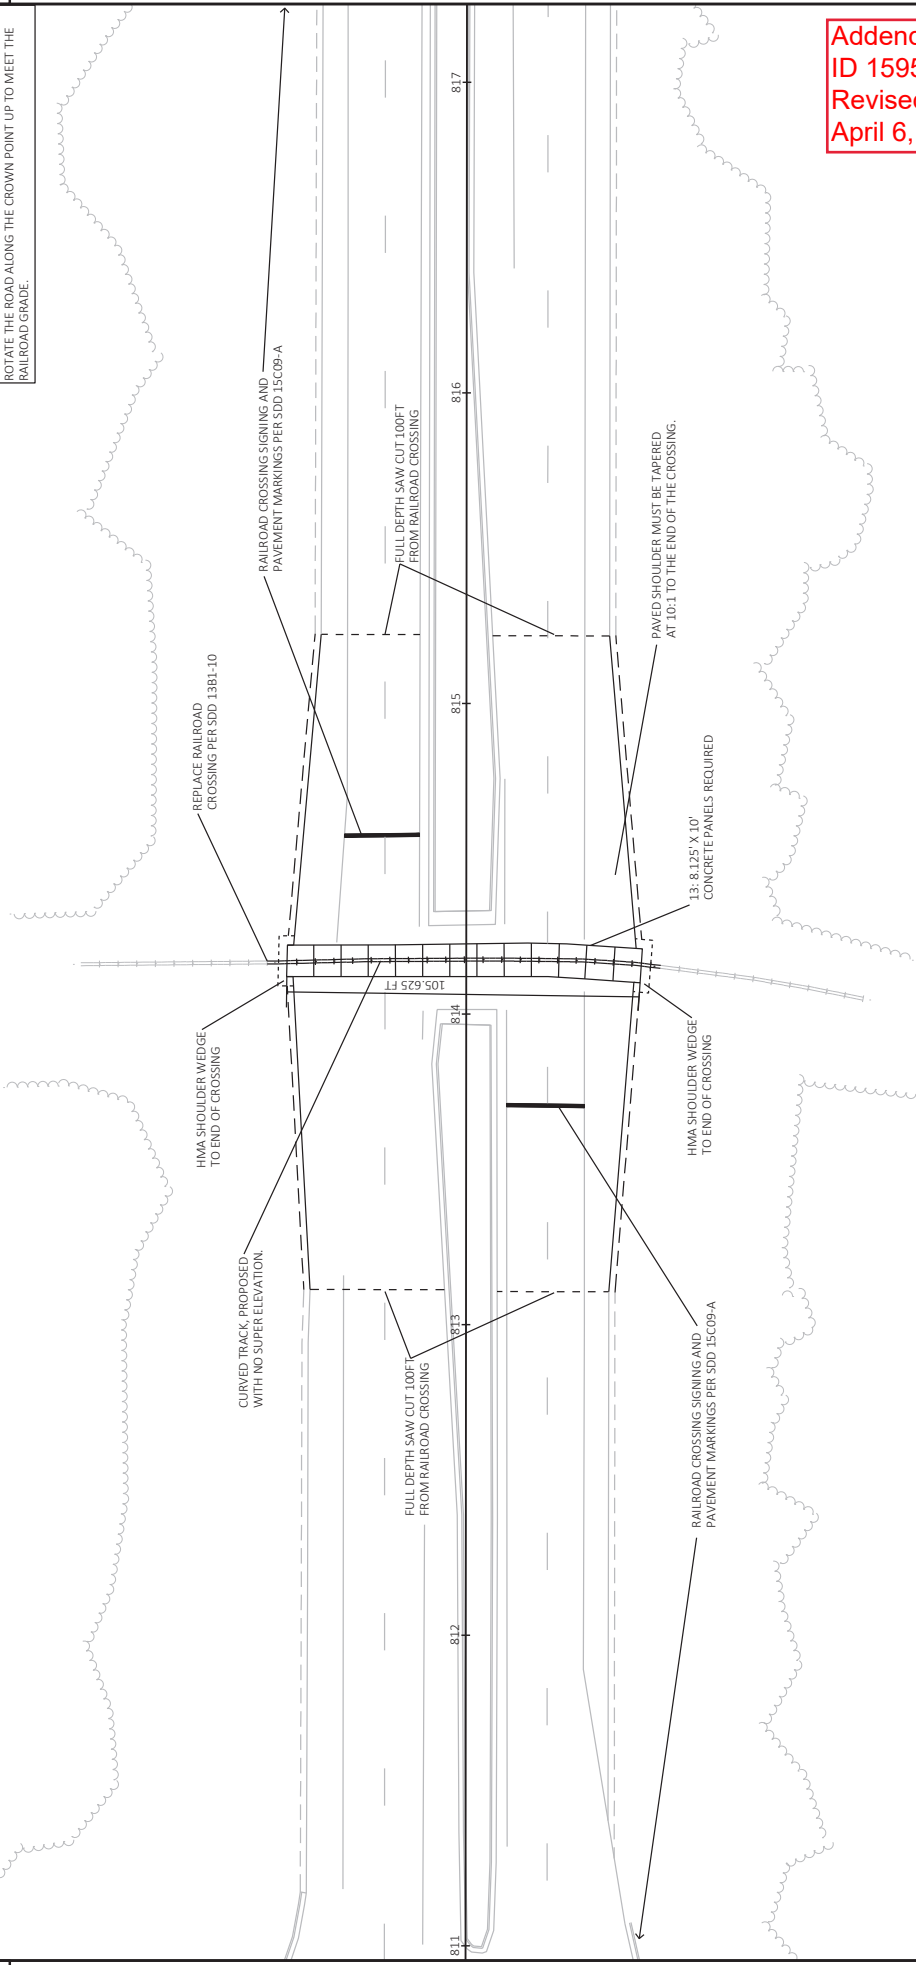 ROTATE THE ROAD ALONG THE CROWN POINT UP TO MEET THE
RAILROAD GRADE.
Addend
ID 1595
Revised
April 6,
817
RAILROAD CROSSING SIGNING AND
PAVEMENT MARKINGS PER SDD 15C09-A
816
FULL DEPTH SAW CUT 100FT
FROM RAILROAD CROSSING
PAVED SHOULDER MUST BE TAPERED
AT 10:1 TO THE END OF THE CROSSING.
REPLACE RAILROAD
CROSSING PER SDD 13B1-10
815
13: 8.125' X 10'
CONCRETE PANELS REQUIRED
105.625 FT
814
HMA SHOULDER WEDGE
TO END OF CROSSING
HMA SHOULDER WEDGE
TO END OF CROSSING
CURVED TRACK, PROPOSED
WITH NO SUPER ELEVATION.
813
FULL DEPTH SAW CUT 100FT
FROM RAILROAD CROSSING
RAILROAD CROSSING SIGNING AND
PAVEMENT MARKINGS PER SDD 15C09-A
812
811